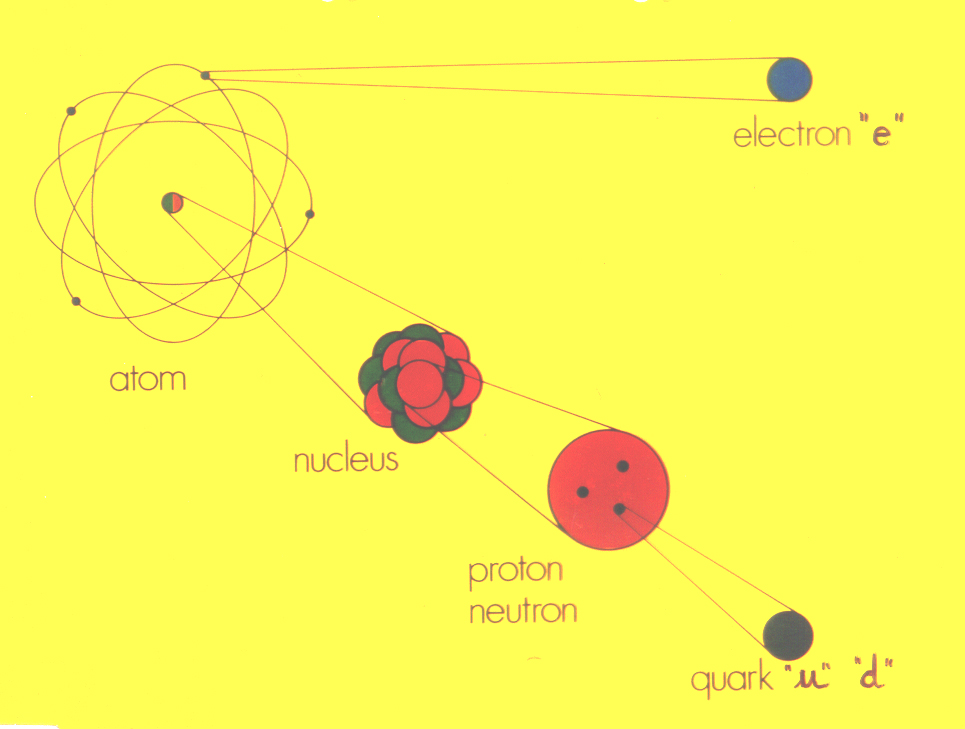 electron "e"
atom
nucleus
proton
neutron
quark "u" "d"